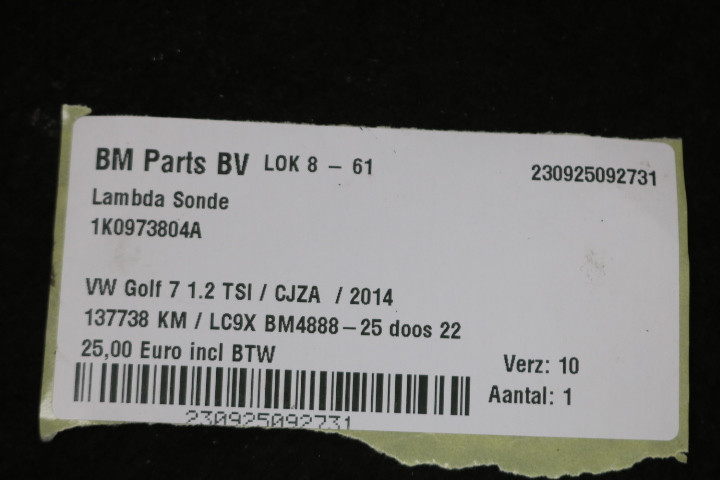 BM Parts BV LOK 8 - 61 230925092731
Lambda Sonde
1K0973804A
VW Golf 7 1.2 TSI / CJZA / 2014
137738 KM / LC9X BM4888-25 doos 22
25,00 Euro incl BTW
Verz: 10
Aantal: 1
230925092731